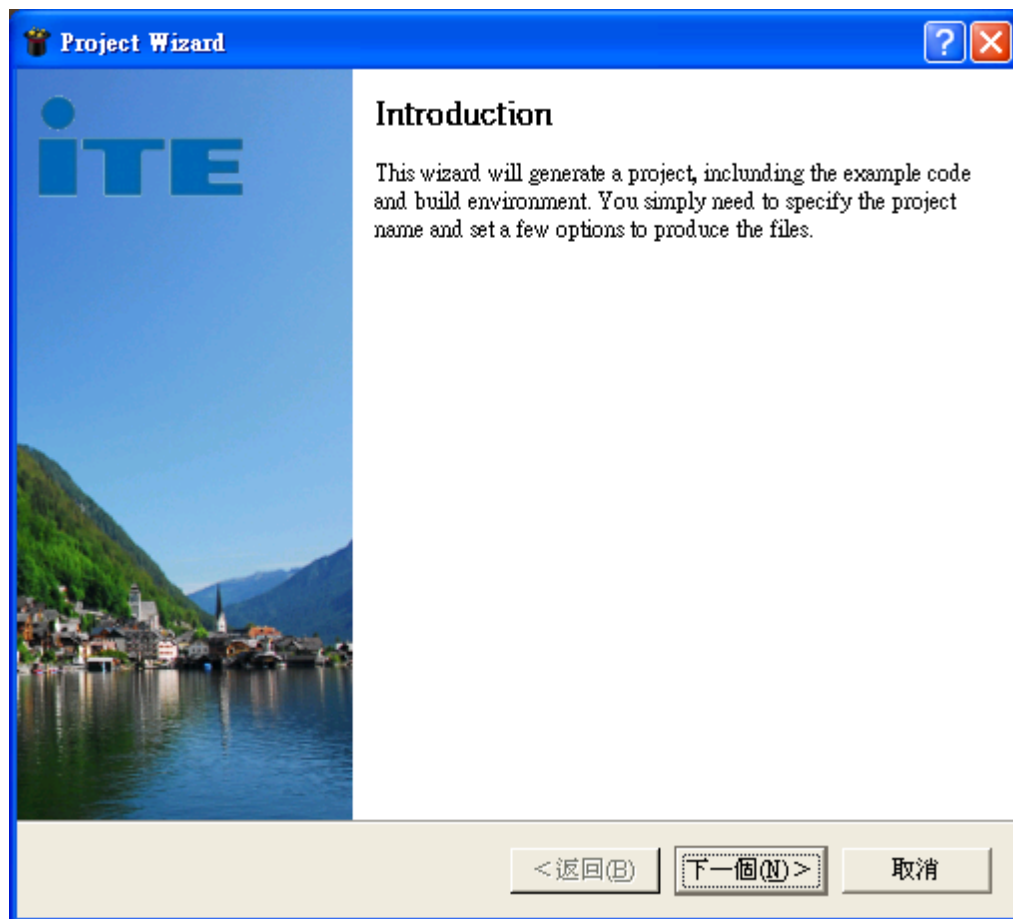 Project Wizard
iTE
Introduction
This wizard will generate a project, inclunding the example code
and build environment. You simply need to specify the project
name and set a few options to produce the files.
<返回(B)
下一個(N)>
取消